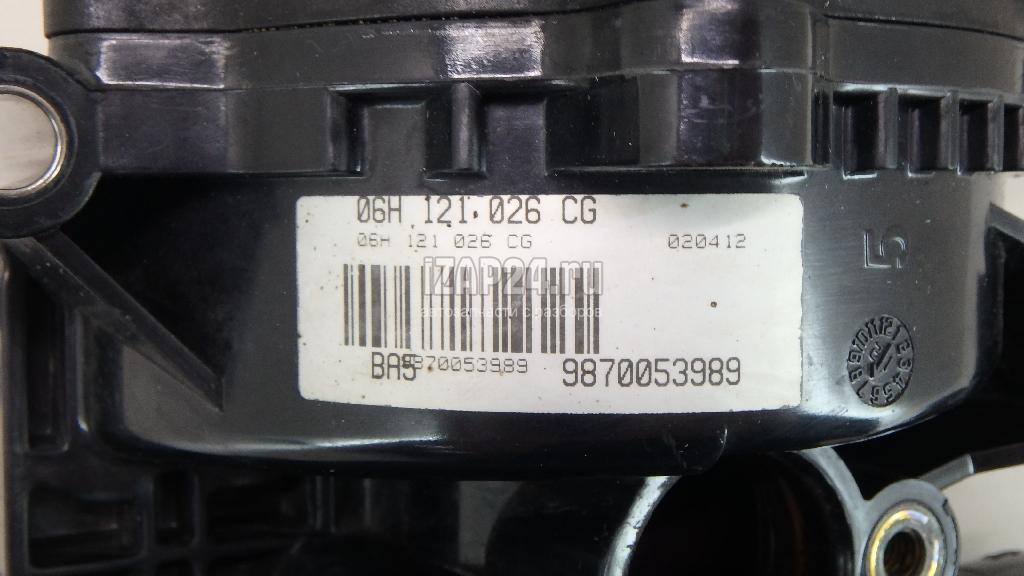 06H 121.026 CG
06H 121 026 CG 020412
IZAP24.ru
автозапчасти с разборов
BAS 9870053989 9870053989
5